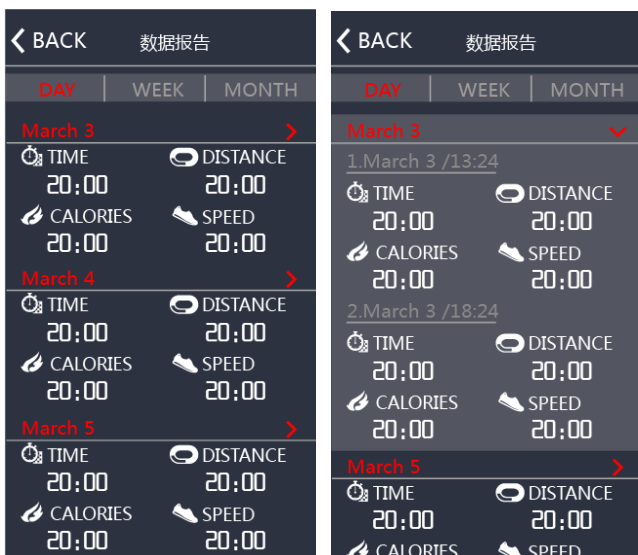 BACK 数据报告
DAY WEEK MONTH
March 3
TIME DISTANCE
20:00 20:00
CALORIES SPEED
20:00 20:00
March 4
TIME DISTANCE
20:00 20:00
CALORIES SPEED
20:00 20:00
March 5
TIME DISTANCE
20:00 20:00
CALORIES SPEED
20:00 20:00
BACK 数据报告
DAY WEEK MONTH
March 3
1.March 3 /13:24
TIME DISTANCE
20:00 20:00
CALORIES SPEED
20:00 20:00
2.March 3 /18:24
TIME DISTANCE
20:00 20:00
CALORIES SPEED
20:00 20:00
March 5
TIME DISTANCE
20:00 20:00
CALORIES SPEED